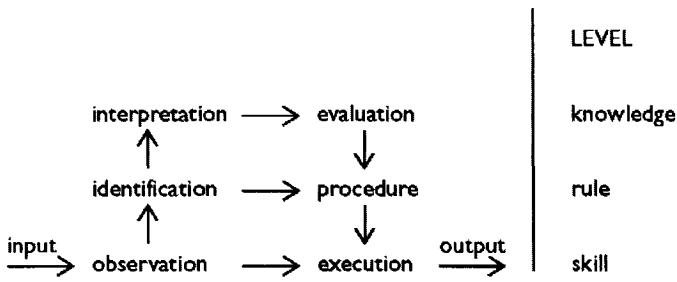 LEVEL
interpretation evaluation knowledge
identification procedure rule
input output
observation execution skill